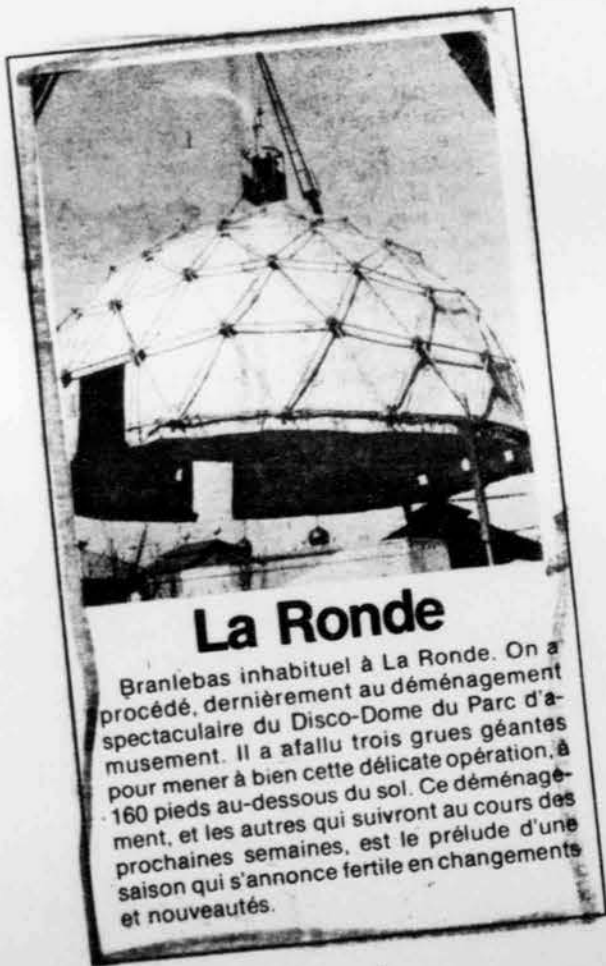 La Ronde
Branlebas inhabituel à La Ronde. On a
procédé, dernièrement au déménagement
spectaculaire du Disco-Dome du Parc d'a-
musement. Il a afallu trois grues géantes
pour mener à bien cette délicate opération, à
160 pieds au-dessous du sol. Ce déménage-
ment, et les autres qui suivront au cours des
prochaines semaines, est le prélude d'une
saison qui s'annonce fertile en changements
et nouveautés.